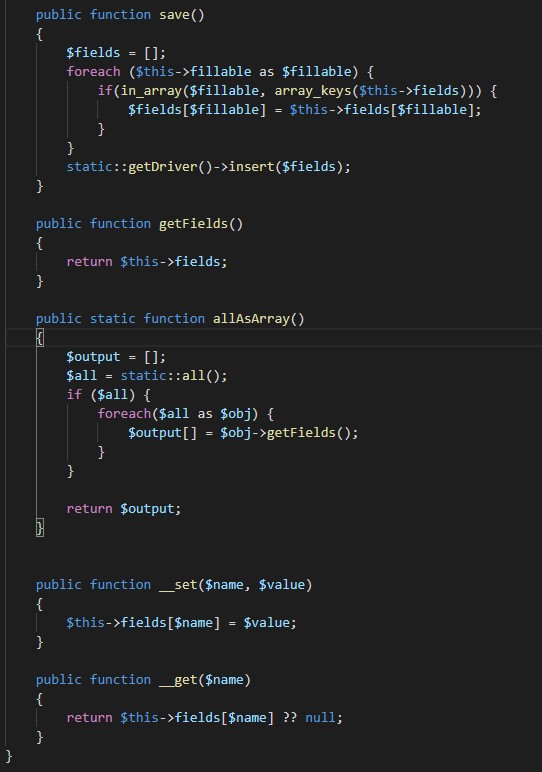 public function save()
{
$fields = [];
foreach ($this->fillable as $fillable) {
if(in_array($fillable, array_keys($this->fields))) {
$fields[$fillable] = $this->fields[$fillable];
}
}
static::getDriver()->insert($fields);
}
public function getFields()
{
return $this->fields;
}
public static function allAsArray()
{
$output = [];
$all = static::all();
if ($all) {
foreach($all as $obj) {
$output[] = $obj->getFields();
}
}
return $output;
}
public function __set($name, $value)
{
$this->fields[$name] = $value;
}
public function __get($name)
{
return $this->fields[$name] ?? null;
}
}